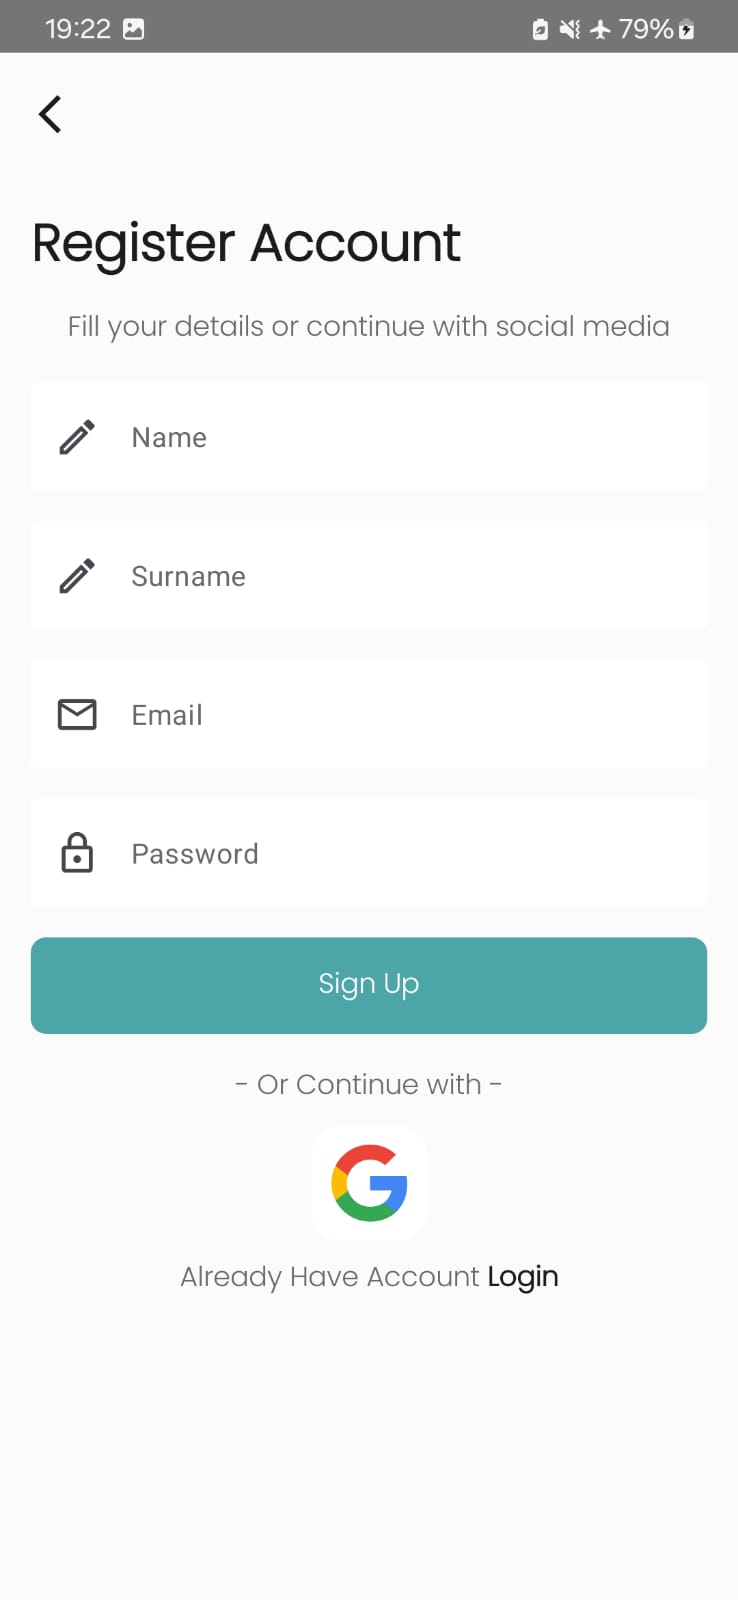 19:22 79%
Register Account
Fill your details or continue with social media
Name
Surname
Email
Password
Sign Up
- Or Continue with -
Already Have Account Login